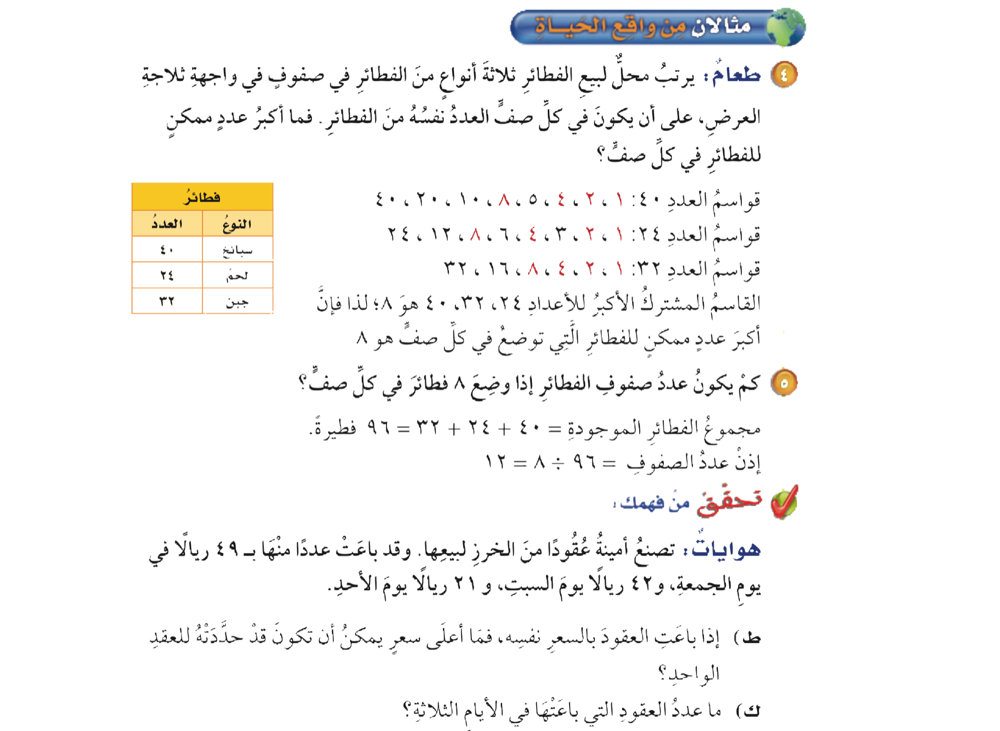 مثالان مِن واقِعِ الحَياةِ
٤ طعامٌ: يرتبُ محلٌّ لبيعِ الفطائرِ ثلاثةَ أنواعٍ منَ الفطائرِ في صفوفٍ في واجهةِ ثلاجةِ
العرضِ، على أن يكونَ في كلِّ صفٍّ العددُ نفسُهُ منَ الفطائرِ. فما أكبرُ عددٍ ممكنٍ
للفطائرِ في كلِّ صفٍّ؟
قواسمُ العددِ ٤٠: ١، ٢، ٤، ٥، ٨، ١٠، ٢٠، ٤٠
قواسمُ العددِ ٢٤: ١، ٢، ٣، ٤، ٦، ٨، ١٢، ٢٤
قواسمُ العددِ ٣٢: ١، ٢، ٤، ٨، ١٦، ٣٢
القاسمُ المشتركُ الأكبرُ للأعدادِ ٢٤، ٣٢، ٤٠ هوَ ٨؛ لذا فإنَّ
أكبرَ عددٍ ممكنٍ للفطائرِ الَّتِي توضعُ في كلِّ صفٍّ هو ٨
فطائرُ
النوعُ العددُ
سبانخ ٤٠
لحمٌ ٢٤
جبن ٣٢
٥ كمْ يكونُ عددُ صفوفِ الفطائرِ إذا وضِعَ ٨ فطائرَ في كلِّ صفٍّ؟
مجموعُ الفطائرِ الموجودةِ = ٤٠ + ٢٤ + ٣٢ = ٩٦ فطيرةً.
إذنْ عددُ الصفوفِ = ٩٦ ÷ ٨ = ١٢
تحقَّقْ منْ فهمك:
هواياتٌ: تصنعُ أمينةُ عُقُودًا منَ الخرزِ لبيعِها. وقد باعَتْ عددًا منْهَا بـ ٤٩ ريالًا في
يومِ الجمعةِ، و٤٢ ريالًا يومَ السبتِ، و ٢١ ريالًا يومَ الأحدِ.
ط) إذا باعَتِ العقودَ بالسعرِ نفسِه، فمَا أعلَى سعرٍ يمكنُ أن تكونَ قدْ حدَّدَتْهُ للعقدِ
الواحدِ؟
ك) ما عددُ العقودِ التي باعَتْهَا في الأيامِ الثلاثةِ؟